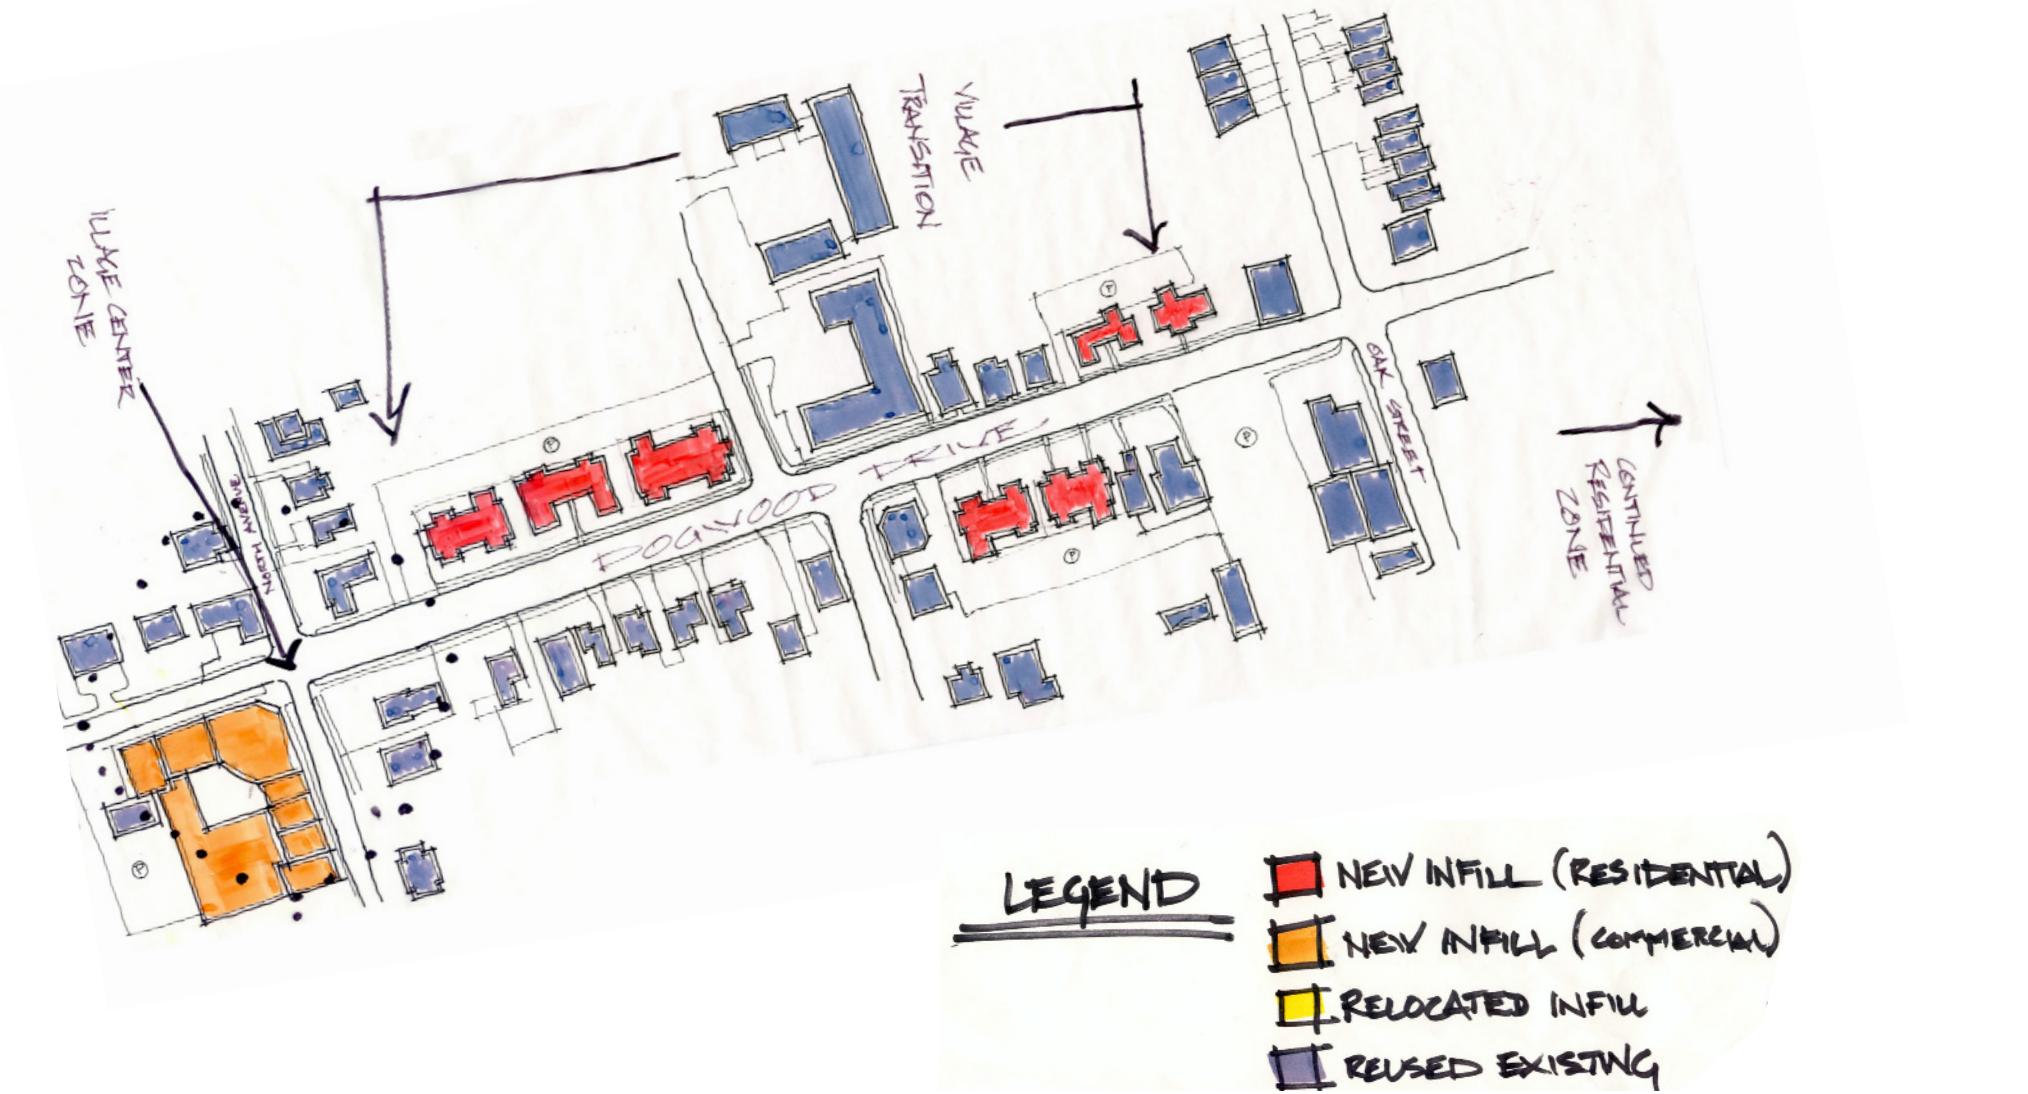 VILLAGE
TRANSITION
ILLAGE CENTER
ZONE
NORTH AVENUE
P
P
DOGWOOD DRIVE
OAK STREET
P
P
P
CONTINUED
RESIDENTIAL
ZONE
LEGEND
NEW INFILL (RESIDENTIAL)
NEW INFILL (COMMERCIAL)
RELOCATED INFILL
REUSED EXISTING